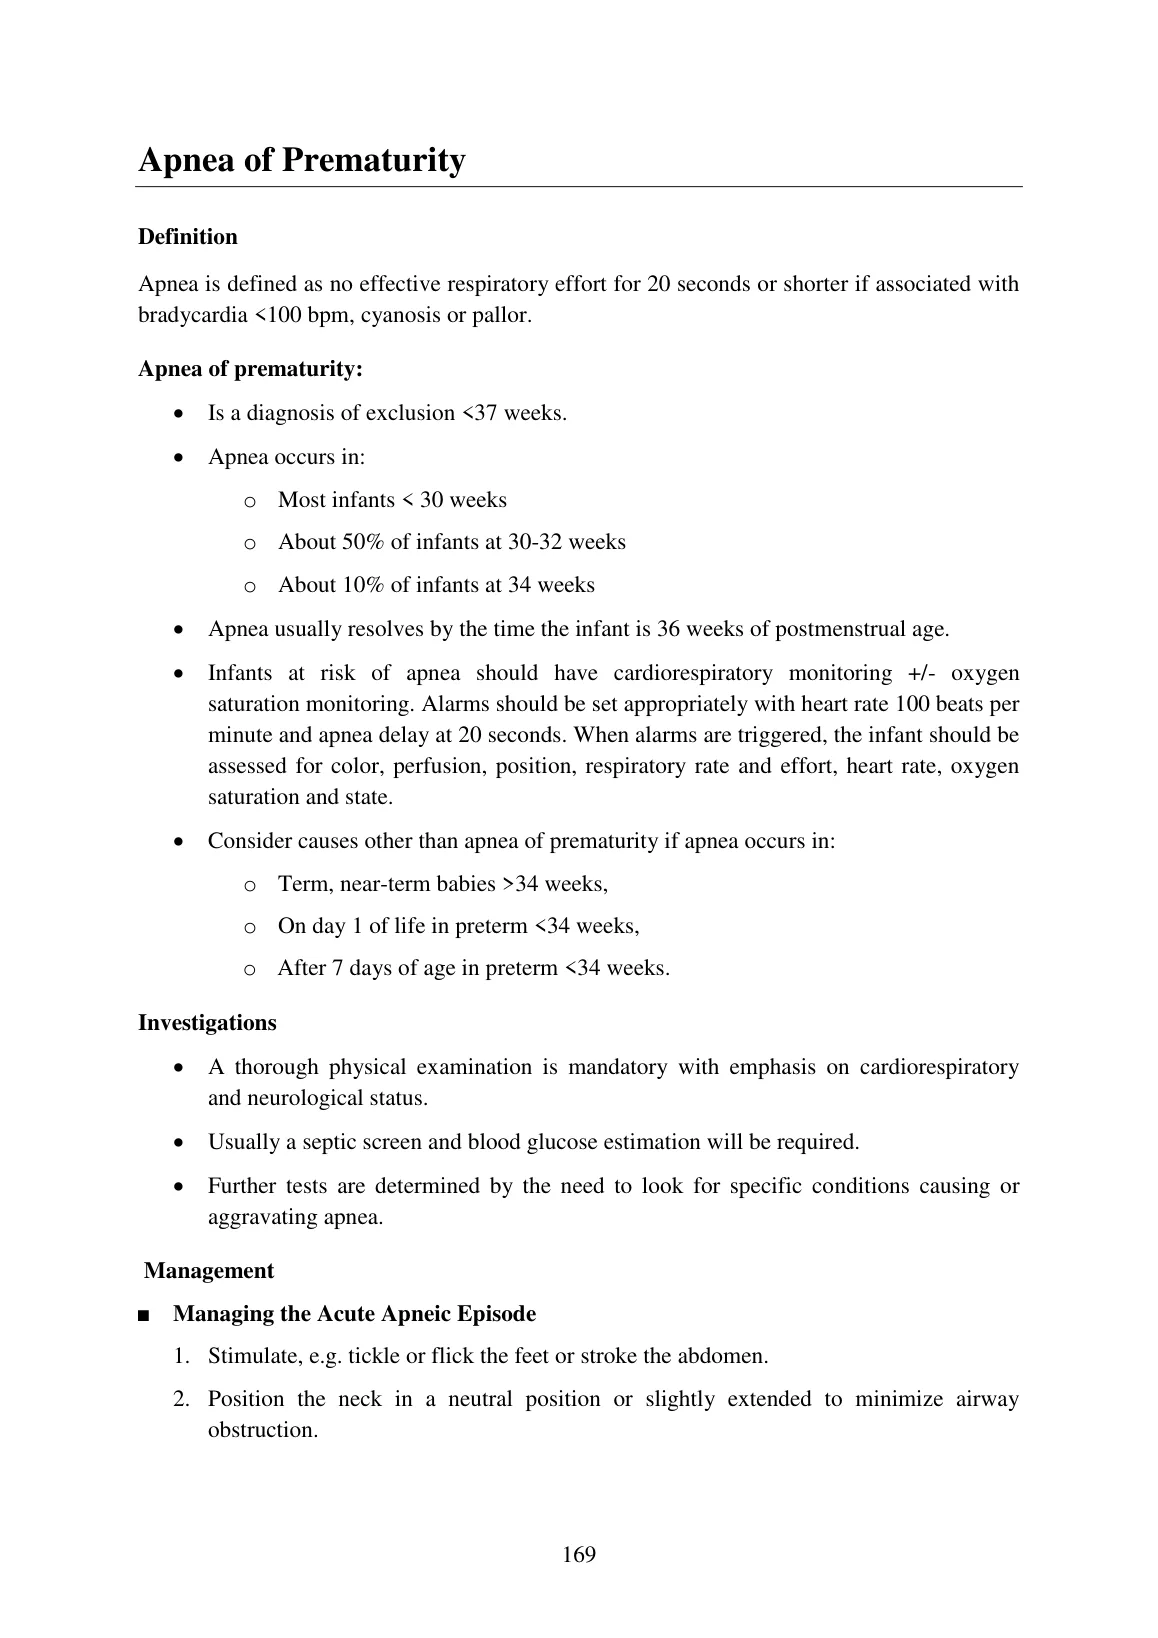 Apnea of Prematurity
Definition
Apnea is defined as no effective respiratory effort for 20 seconds or shorter if associated with
bradycardia <100 bpm, cyanosis or pallor.
Apnea of prematurity:
• Is a diagnosis of exclusion <37 weeks.
• Apnea occurs in:
o Most infants < 30 weeks
o About 50% of infants at 30-32 weeks
o About 10% of infants at 34 weeks
• Apnea usually resolves by the time the infant is 36 weeks of postmenstrual age.
• Infants at risk of apnea should have cardiorespiratory monitoring +/- oxygen
saturation monitoring. Alarms should be set appropriately with heart rate 100 beats per
minute and apnea delay at 20 seconds. When alarms are triggered, the infant should be
assessed for color, perfusion, position, respiratory rate and effort, heart rate, oxygen
saturation and state.
• Consider causes other than apnea of prematurity if apnea occurs in:
o Term, near-term babies >34 weeks,
o On day 1 of life in preterm <34 weeks,
o After 7 days of age in preterm <34 weeks.
Investigations
• A thorough physical examination is mandatory with emphasis on cardiorespiratory
and neurological status.
• Usually a septic screen and blood glucose estimation will be required.
• Further tests are determined by the need to look for specific conditions causing or
aggravating apnea.
Management
■ Managing the Acute Apneic Episode
1. Stimulate, e.g. tickle or flick the feet or stroke the abdomen.
2. Position the neck in a neutral position or slightly extended to minimize airway
obstruction.
169